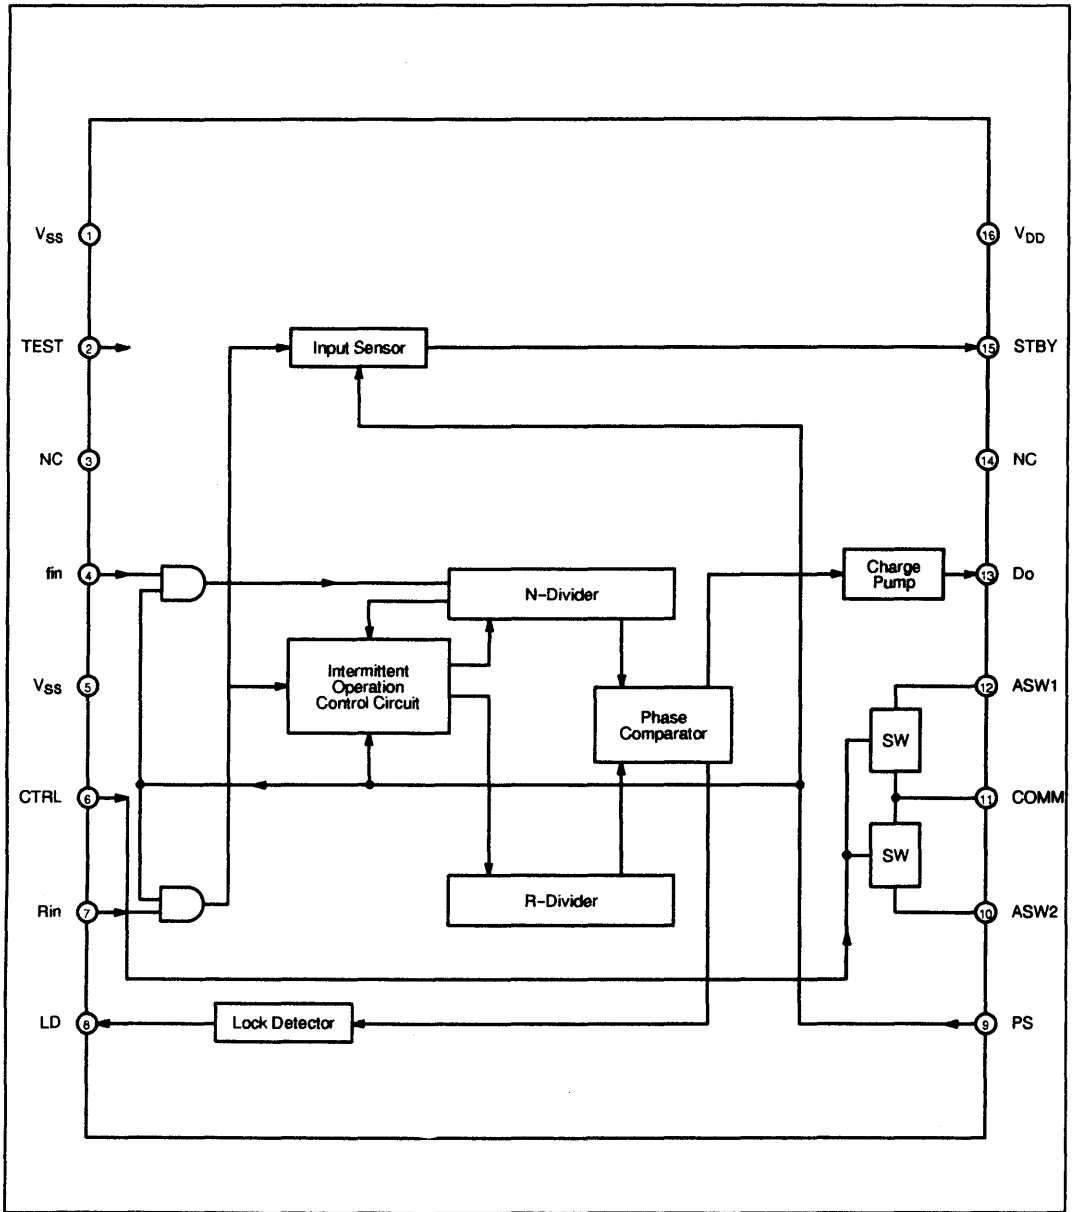 VSS 1
16 VDD
TEST 2
Input Sensor
15 STBY
NC 3
14 NC
fin 4
N-Divider
Charge
Pump
13 Do
VSS 5
Intermittent
Operation
Control Circuit
Phase
Comparator
12 ASW1
SW
CTRL 6
11 COMM
SW
Rin 7
R-Divider
10 ASW2
LD 8
Lock Detector
9 PS